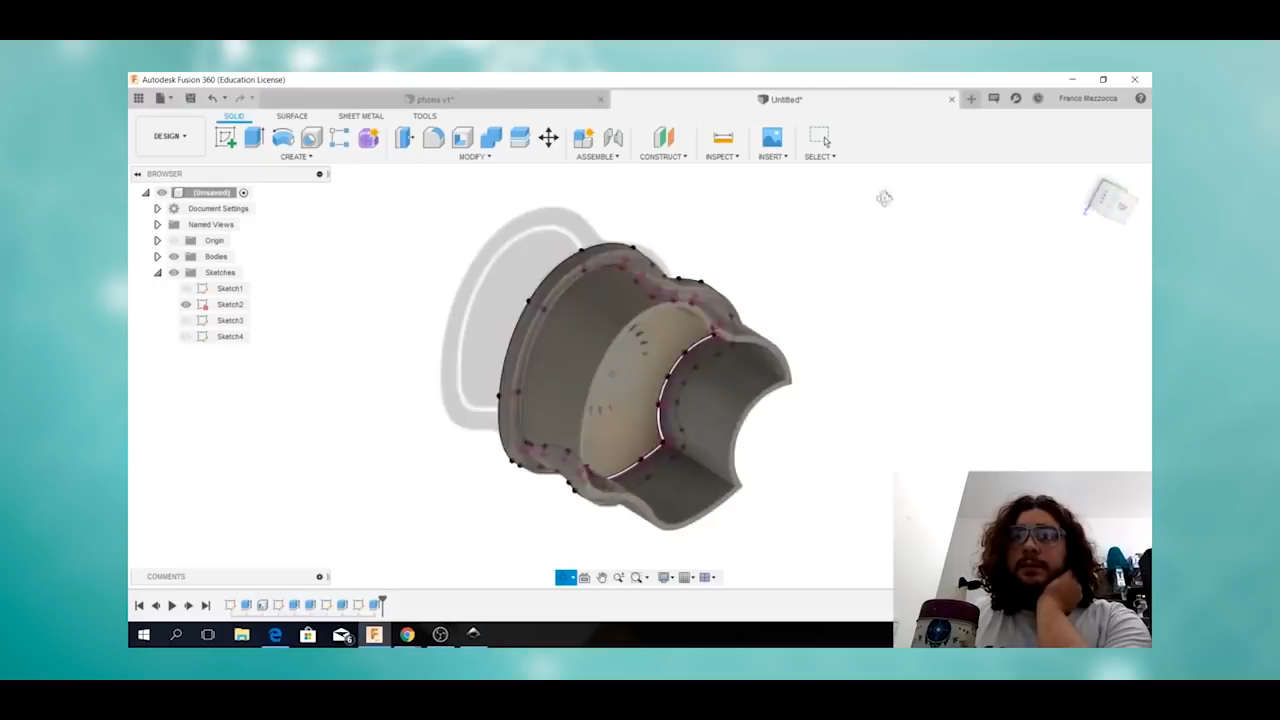 Autodesk Fusion 360 (Education License)
phona v1*
Untitled*
Franco Mazzocca
SOLID
SURFACE
SHEET METAL
TOOLS
DESIGN
CREATE
MODIFY
ASSEMBLE
CONSTRUCT
INSPECT
INSERT
SELECT
BROWSER
(Unsaved)
Document Settings
Named Views
Origin
Bodies
Sketches
Sketch1
Sketch2
Sketch3
Sketch4
COMMENTS